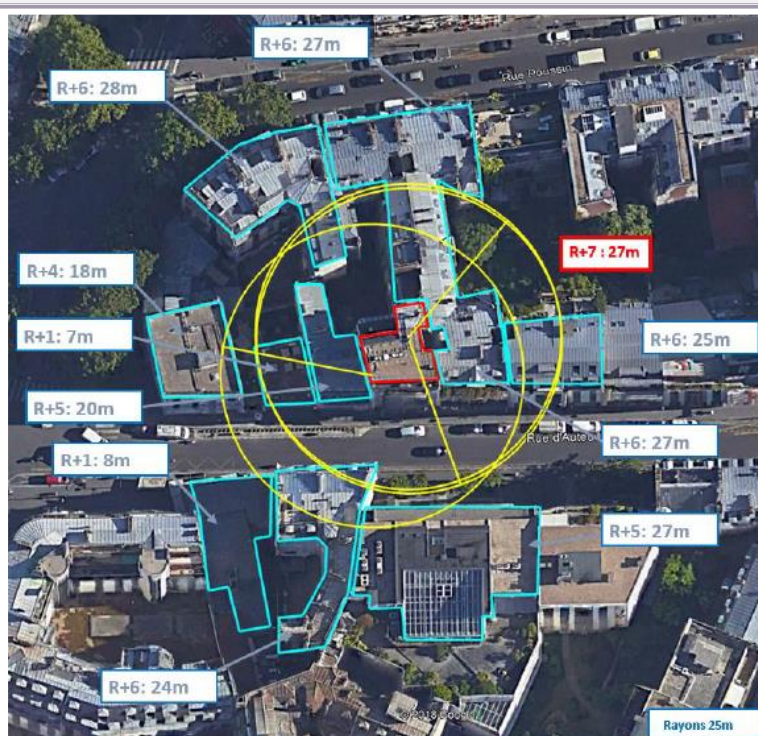 R+6: 27m
Rue Poussin
R+6: 28m
R+7 : 27m
R+4: 18m
R+1: 7m
R+6: 25m
R+5: 20m
R+6: 27m
Rue d'Auteu
R+1: 8m
R+5: 27m
R+6: 24m
© 2018 Google
Rayons 25m